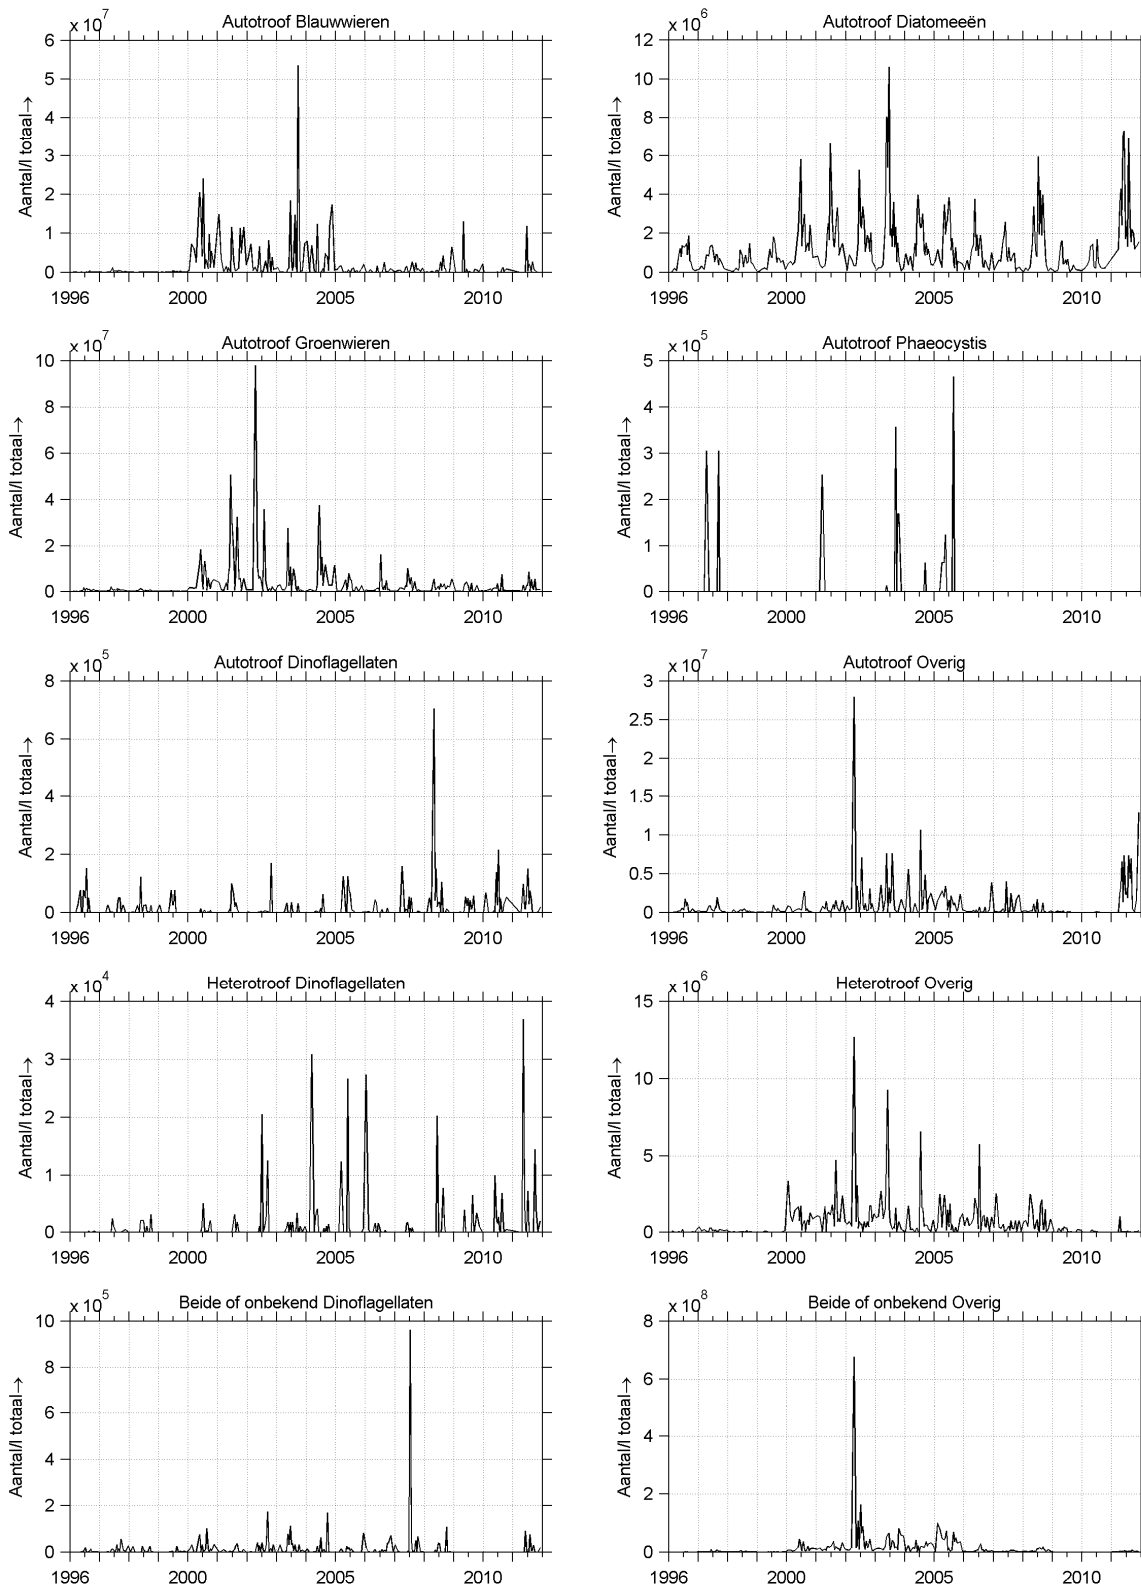 Autotroof Blauwwieren
x 10^7
Aantal/l totaal→
6
5
4
3
2
1
0
1996 2000 2005 2010
Autotroof Diatomeeën
x 10^6
Aantal/l totaal→
12
10
8
6
4
2
0
1996 2000 2005 2010
Autotroof Groenwieren
x 10^7
Aantal/l totaal→
10
8
6
4
2
0
1996 2000 2005 2010
Autotroof Phaeocystis
x 10^5
Aantal/l totaal→
5
4
3
2
1
0
1996 2000 2005 2010
Autotroof Dinoflagellaten
x 10^5
Aantal/l totaal→
8
6
4
2
0
1996 2000 2005 2010
Autotroof Overig
x 10^7
Aantal/l totaal→
3
2.5
2
1.5
1
0.5
0
1996 2000 2005 2010
Heterotroof Dinoflagellaten
x 10^4
Aantal/l totaal→
4
3
2
1
0
1996 2000 2005 2010
Heterotroof Overig
x 10^6
Aantal/l totaal→
15
10
5
0
1996 2000 2005 2010
Beide of onbekend Dinoflagellaten
x 10^5
Aantal/l totaal→
10
8
6
4
2
0
1996 2000 2005 2010
Beide of onbekend Overig
x 10^8
Aantal/l totaal→
8
6
4
2
0
1996 2000 2005 2010